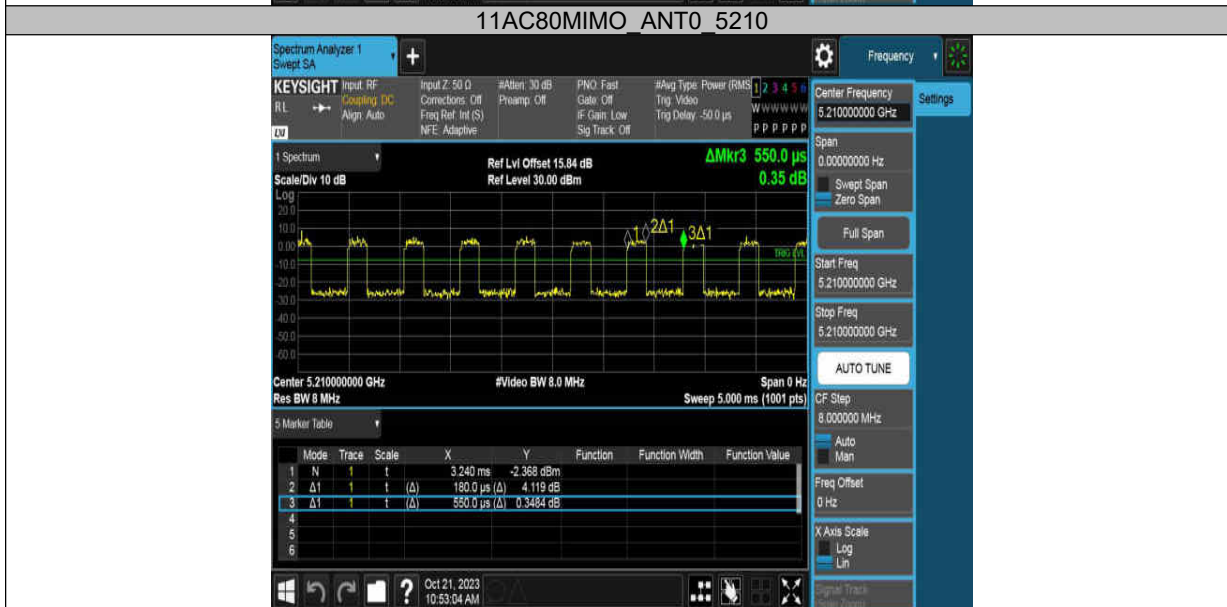 11AC80MIMO_ANT0_5210
Spectrum Analyzer 1
Swept SA
+
Frequency
KEYSIGHT
RL
LXI
Input: RF
Coupling: DC
Align: Auto
Input Z: 50 Ω
Corrections: Off
Freq Ref: Int (S)
NFE: Adaptive
#Atten: 30 dB
Preamp: Off
PNO: Fast
Gate: Off
IF Gain: Low
Sig Track: Off
#Avg Type: Power (RMS
Trig: Video
Trig Delay: -50.0 µs
1 2 3 4 5 6
W W W W W W
P P P P P P
Center Frequency
5.210000000 GHz
Settings
1 Spectrum
Scale/Div 10 dB
Ref Lvl Offset 15.84 dB
Ref Level 30.00 dBm
ΔMkr3 550.0 µs
0.35 dB
Span
0.00000000 Hz
Swept Span
Zero Span
Full Span
Log
20.0
10.0
0.00
-10.0
-20.0
-30.0
-40.0
-50.0
-60.0
1
2Δ1
3Δ1
TRIG LVL
Start Freq
5.210000000 GHz
Stop Freq
5.210000000 GHz
AUTO TUNE
Center 5.210000000 GHz
Res BW 8 MHz
#Video BW 8.0 MHz
Span 0 Hz
Sweep 5.000 ms (1001 pts)
CF Step
8.000000 MHz
Auto
Man
5 Marker Table
Mode Trace Scale X Y Function Function Width Function Value
1 N 1 t 3.240 ms -2.368 dBm
2 Δ1 1 t (Δ) 180.0 µs (Δ) 4.119 dB
3 Δ1 1 t (Δ) 550.0 µs (Δ) 0.3484 dB
4
5
6
Freq Offset
0 Hz
X Axis Scale
Log
Lin
Signal Track
?
Oct 21, 2023
10:53:04 AM